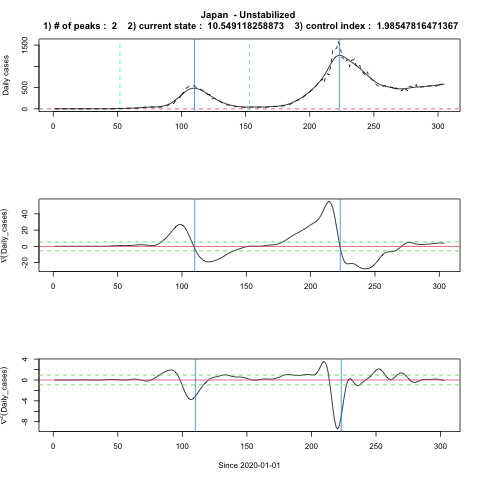 Japan - Unstabilized
1) # of peaks : 2 2) current state : 10.549118258873 3) control index : 1.98547816471367
Daily cases
1500
500
0
0 50 100 150 200 250 300
∇(Daily_cases)
40
20
0
-20
0 50 100 150 200 250 300
∇²(Daily_cases)
4
0
-4
-8
0 50 100 150 200 250 300
Since 2020-01-01